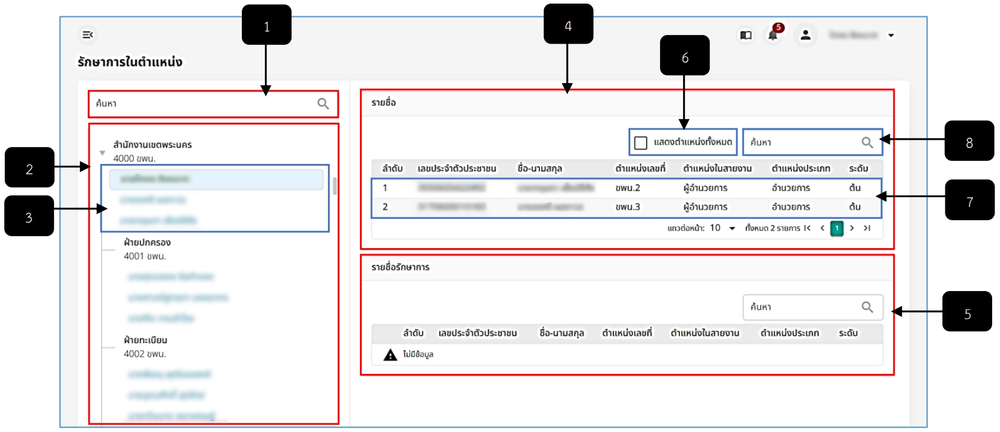 1
4
6
5
รักษาการในตำแหน่ง
ค้นหา
รายชื่อ
2
สำนักงานเขตพระนคร
4000 ขพน.
แสดงตำแหน่งทั้งหมด
ค้นหา
8
ลำดับ เลขประจำตัวประชาชน ชื่อ-นามสกุล ตำแหน่งเลขที่ ตำแหน่งในสายงาน ตำแหน่งประเภท ระดับ
1 ขพน.2 ผู้อำนวยการ อำนวยการ ต้น
2 ขพน.3 ผู้อำนวยการ อำนวยการ ต้น
7
3
แถวต่อหน้า: 10 ทั้งหมด 2 รายการ 1
ฝ่ายปกครอง
4001 ขพน.
รายชื่อรักษาการ
ค้นหา
5
ลำดับ เลขประจำตัวประชาชน ชื่อ-นามสกุล ตำแหน่งเลขที่ ตำแหน่งในสายงาน ตำแหน่งประเภท ระดับ
ไม่มีข้อมูล
ฝ่ายทะเบียน
4002 ขพน.